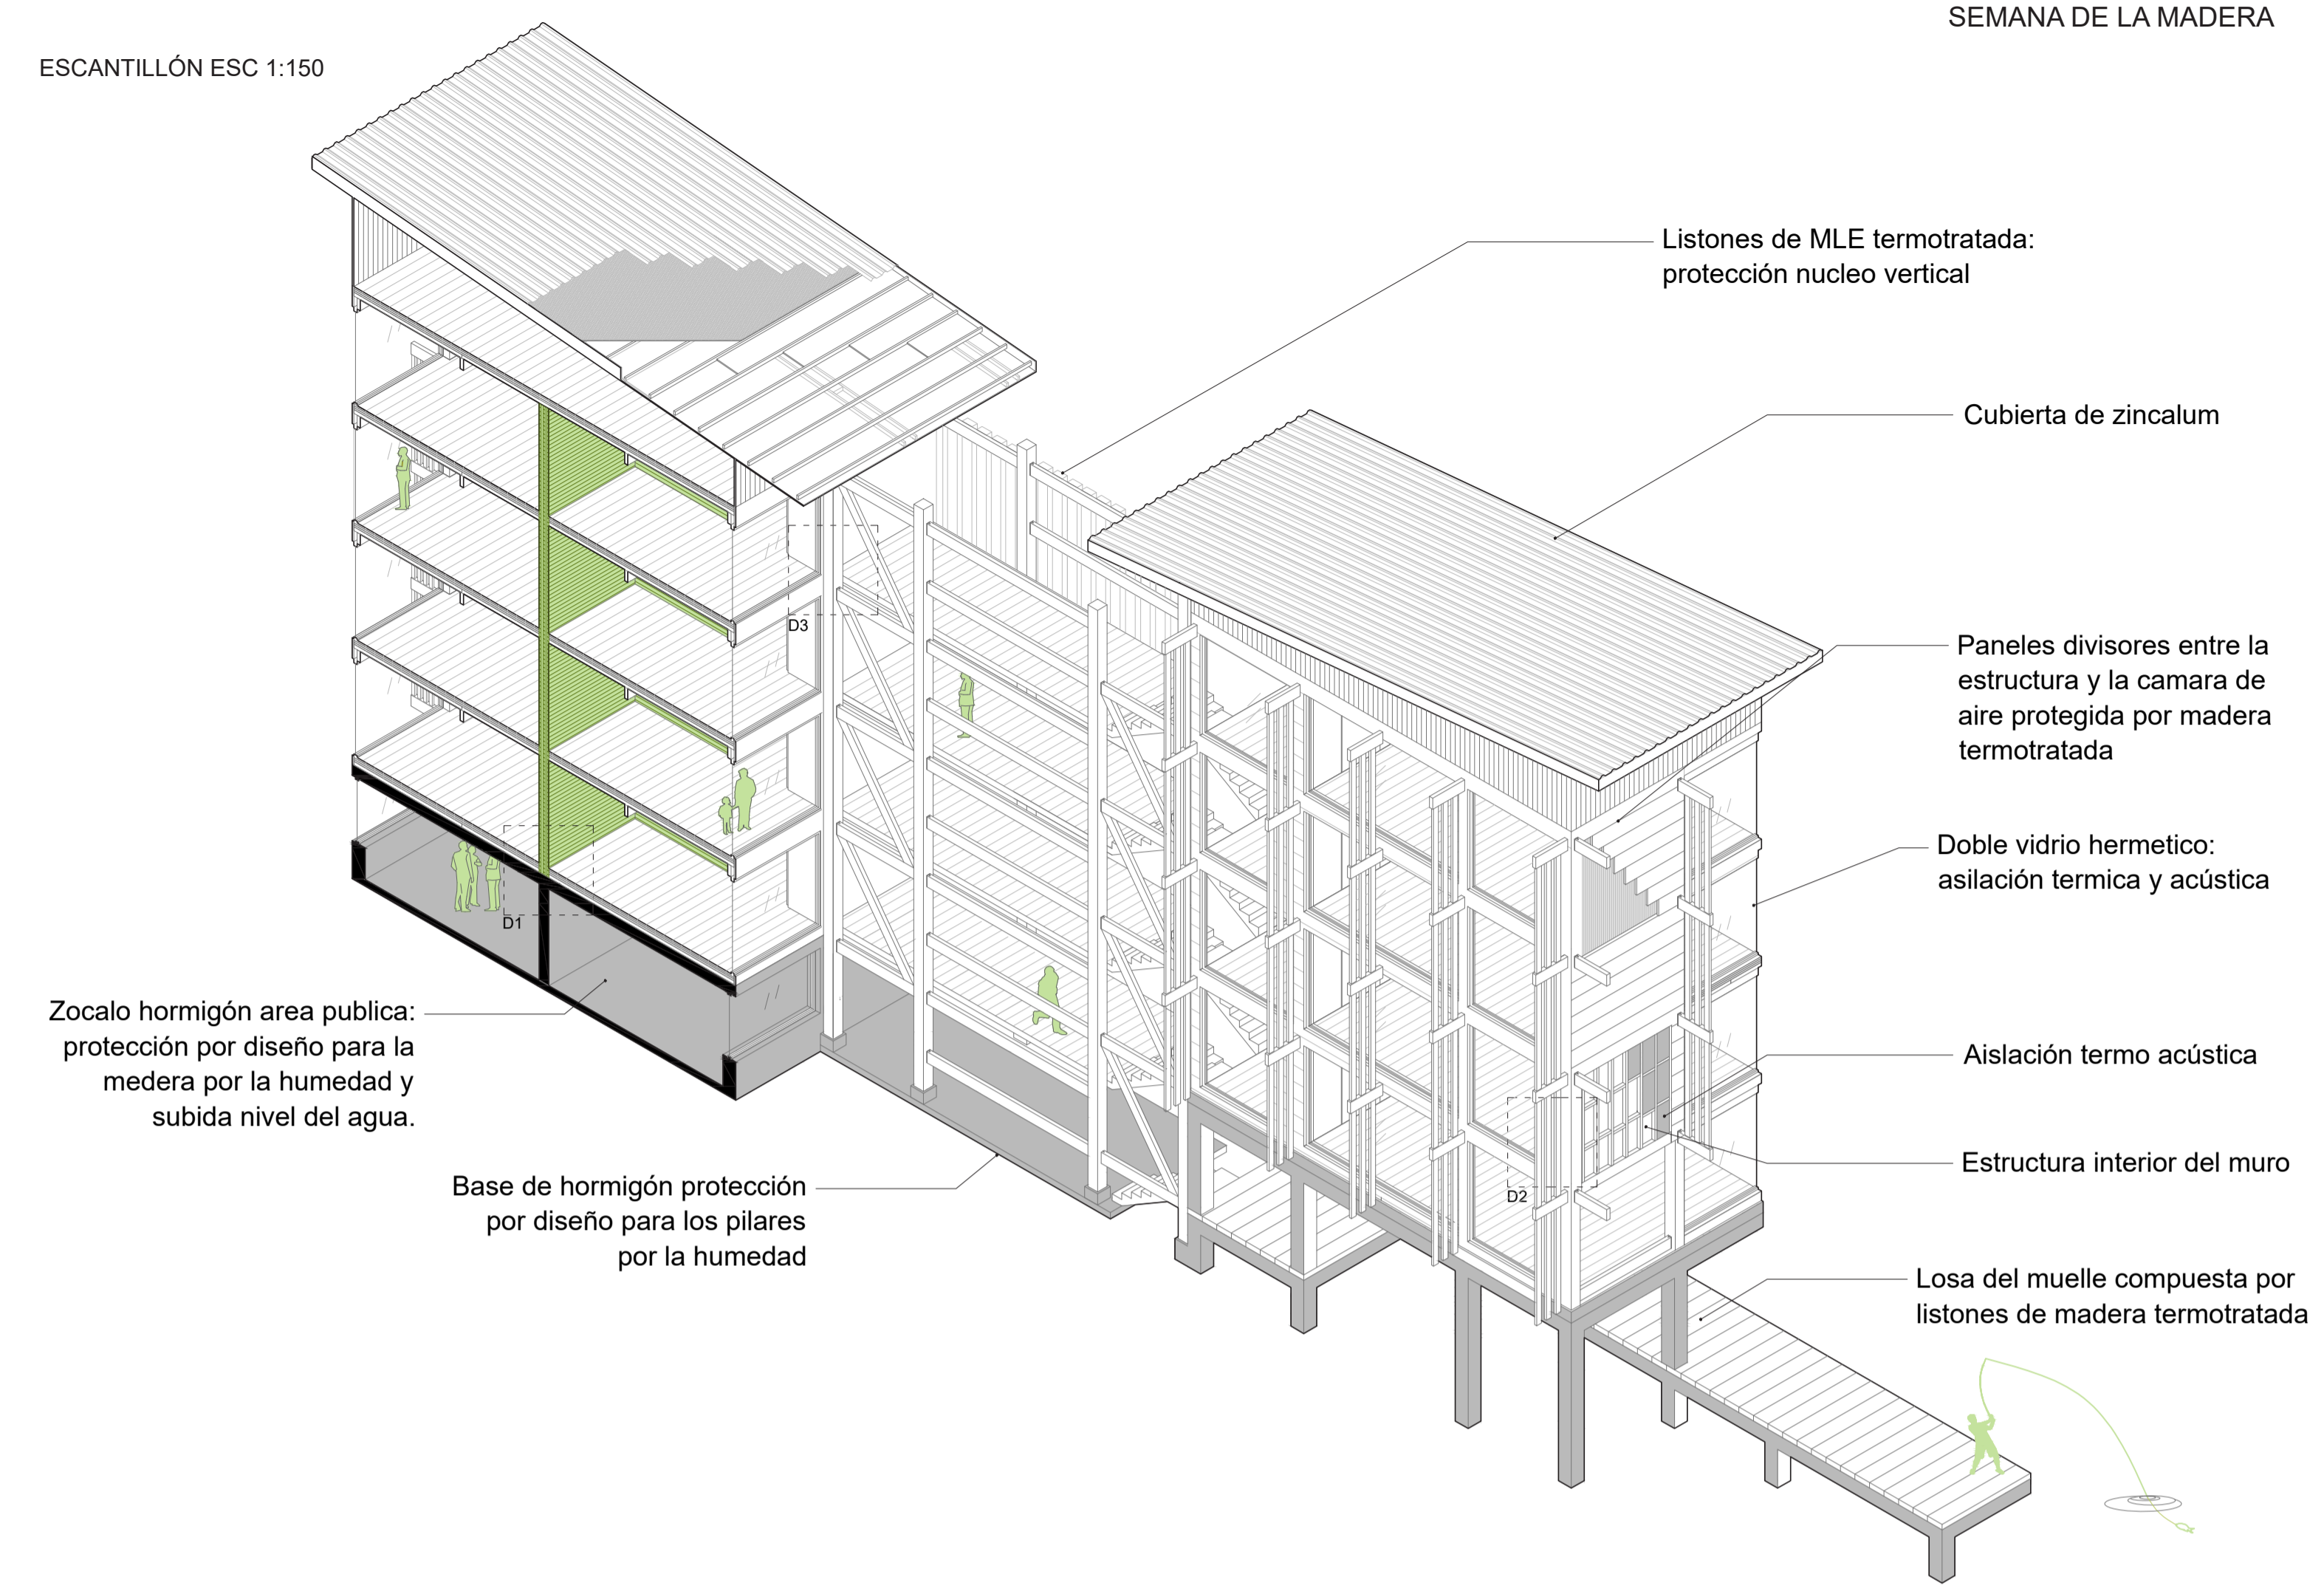 SEMANA DE LA MADERA
ESCANTILLÓN ESC 1:150
Listones de MLE termotratada:
protección nucleo vertical
Cubierta de zincalum
Paneles divisores entre la
estructura y la camara de
aire protegida por madera
termotratada
Doble vidrio hermetico:
asilación termica y acústica
D3
D1
Zocalo hormigón area publica:
protección por diseño para la
medera por la humedad y
subida nivel del agua.
Aislación termo acústica
Estructura interior del muro
D2
Base de hormigón protección
por diseño para los pilares
por la humedad
Losa del muelle compuesta por
listones de madera termotratada